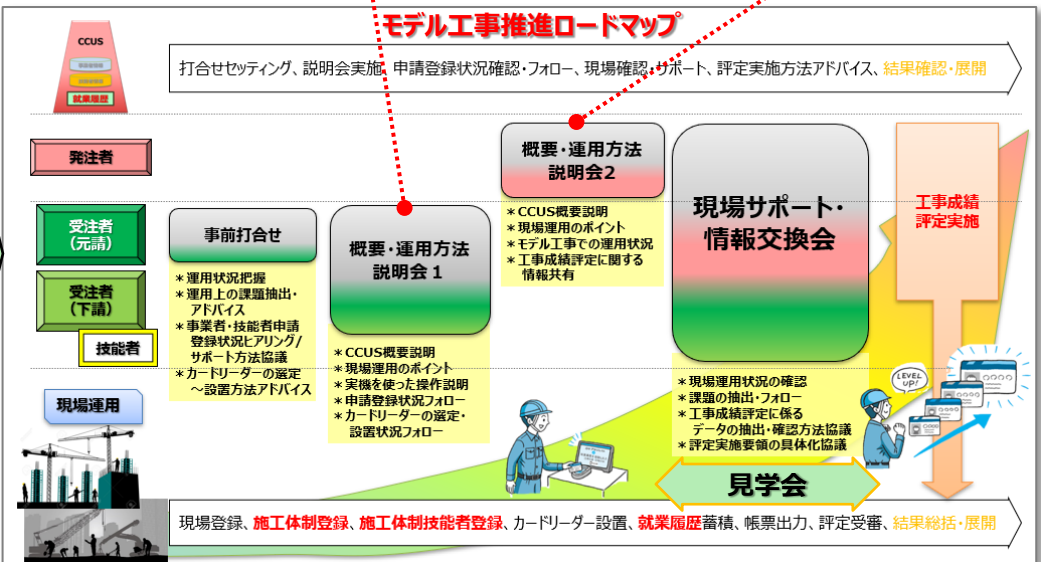 モデル工事推進ロードマップ
CCUS
就業履歴
打合せセッティング、説明会実施、申請登録状況確認・フォロー、現場確認・サポート、評定実施方法アドバイス、結果確認・展開
発注者
受注者
(元請)
受注者
(下請)
技能者
現場運用
事前打合せ
*運用状況把握
*運用上の課題抽出・
アドバイス
*事業者・技能者申請
登録状況ヒアリング/
サポート方法協議
*カードリーダーの選定
～設置方法アドバイス
概要・運用方法
説明会１
*CCUS概要説明
*現場運用のポイント
*実機を使った操作説明
*申請登録状況フォロー
*カードリーダーの選定・
設置状況フォロー
概要・運用方法
説明会2
*CCUS概要説明
*現場運用のポイント
*モデル工事での運用状況
*工事成績評定に関する
情報共有
現場サポート・
情報交換会
*現場運用状況の確認
*課題の抽出・フォロー
*工事成績評定に係る
データの抽出・確認方法協議
*評定実施要領の具体化協議
見学会
工事成績
評定実施
LEVEL
UP!
現場登録、施工体制登録、施工体制技能者登録、カードリーダー設置、就業履歴蓄積、帳票出力、評定受審、結果総括・展開